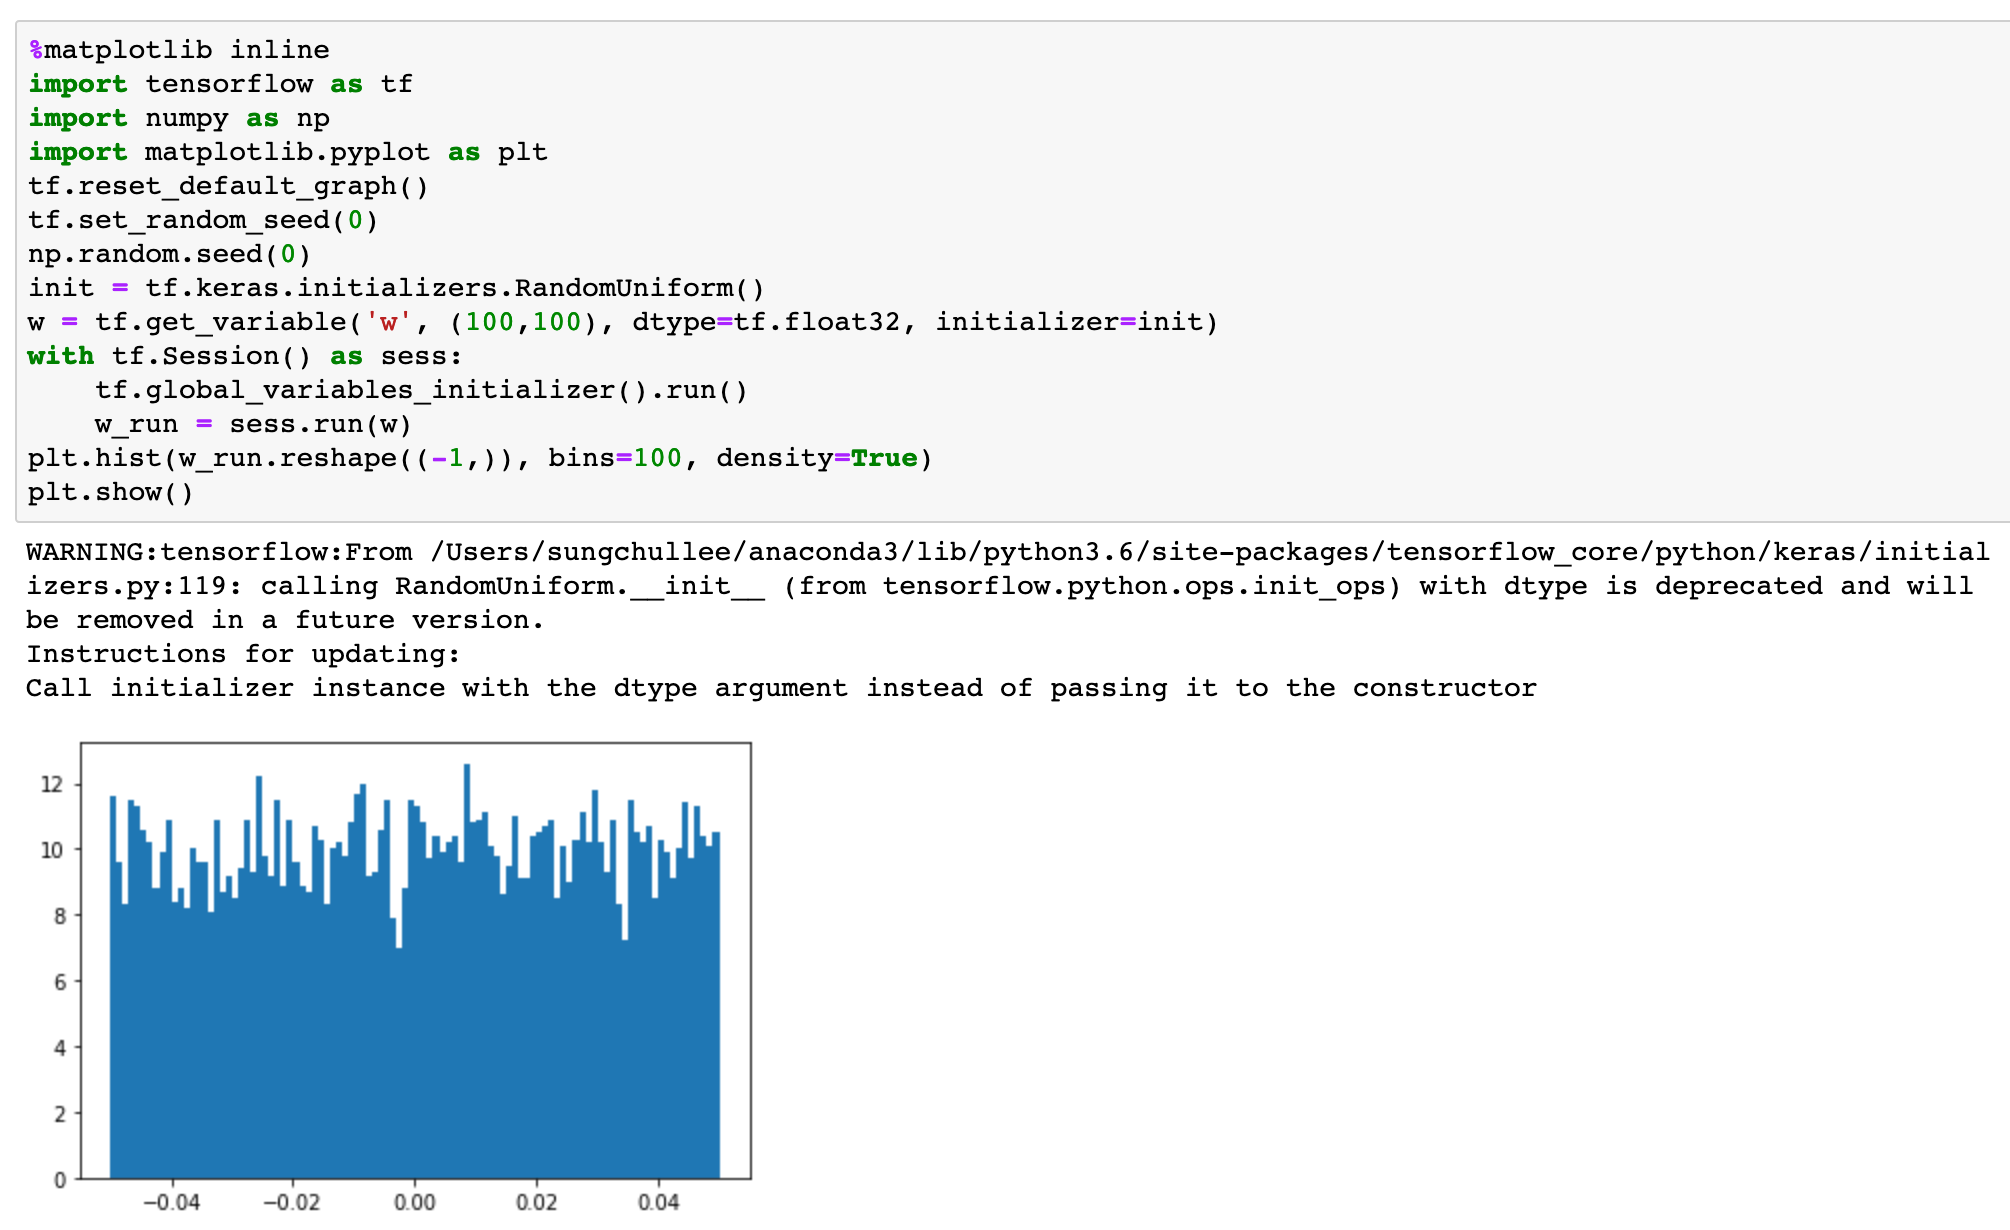 %matplotlib inline
import tensorflow as tf
import numpy as np
import matplotlib.pyplot as plt
tf.reset_default_graph()
tf.set_random_seed(0)
np.random.seed(0)
init = tf.keras.initializers.RandomUniform()
w = tf.get_variable('w', (100,100), dtype=tf.float32, initializer=init)
with tf.Session() as sess:
    tf.global_variables_initializer().run()
    w_run = sess.run(w)
plt.hist(w_run.reshape((-1,)), bins=100, density=True)
plt.show()
WARNING:tensorflow:From /Users/sungchullee/anaconda3/lib/python3.6/site-packages/tensorflow_core/python/keras/initial
izers.py:119: calling RandomUniform.__init__ (from tensorflow.python.ops.init_ops) with dtype is deprecated and will
be removed in a future version.
Instructions for updating:
Call initializer instance with the dtype argument instead of passing it to the constructor
12
10
8
6
4
2
0
−0.04 −0.02 0.00 0.02 0.04